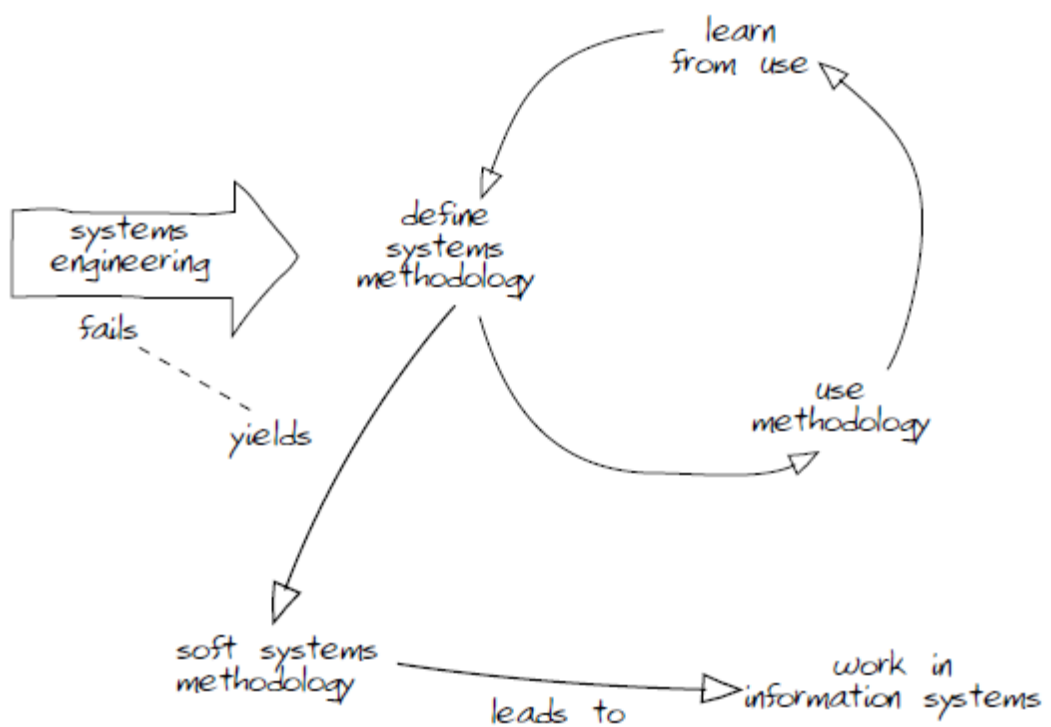 learn
from use
define
systems
methodology
systems
engineering
fails
yields
use
methodology
soft systems
methodology
leads to
work in
information systems